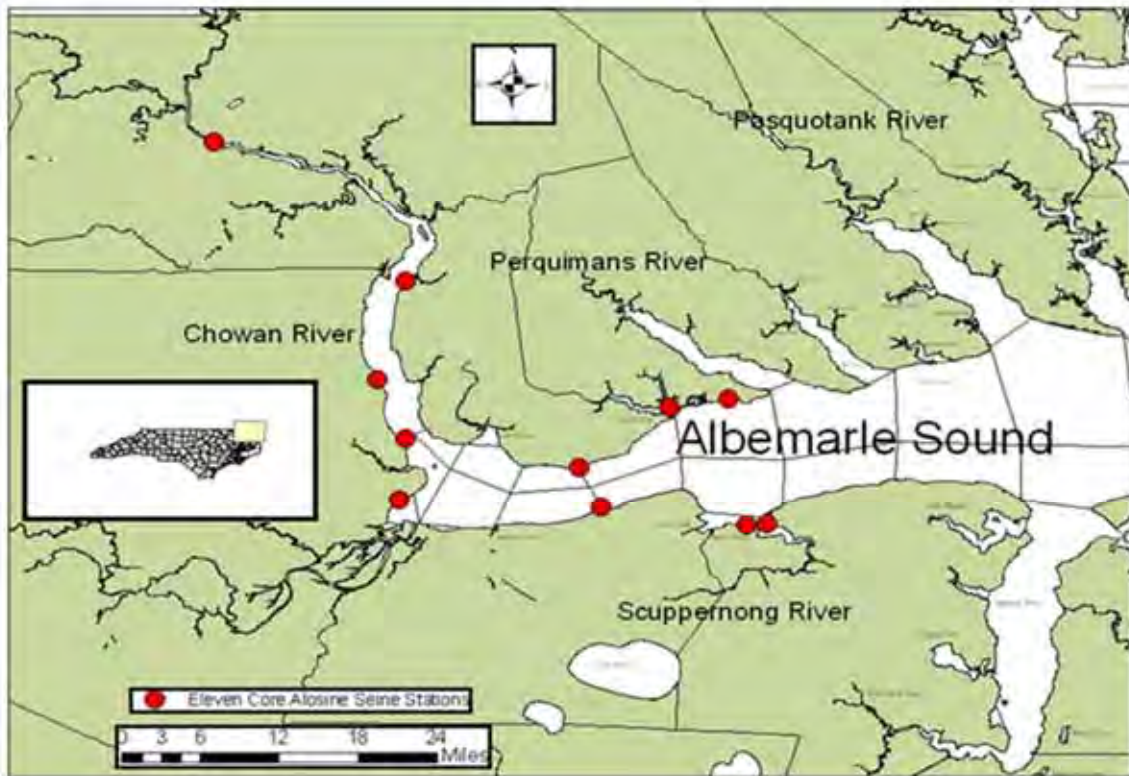 Pasquotank River
Perquimans River
Chowan River
Albemarle Sound
Scuppernong River
Eleven Core Alosine Seine Stations
0 3 6 12 18 24
Miles